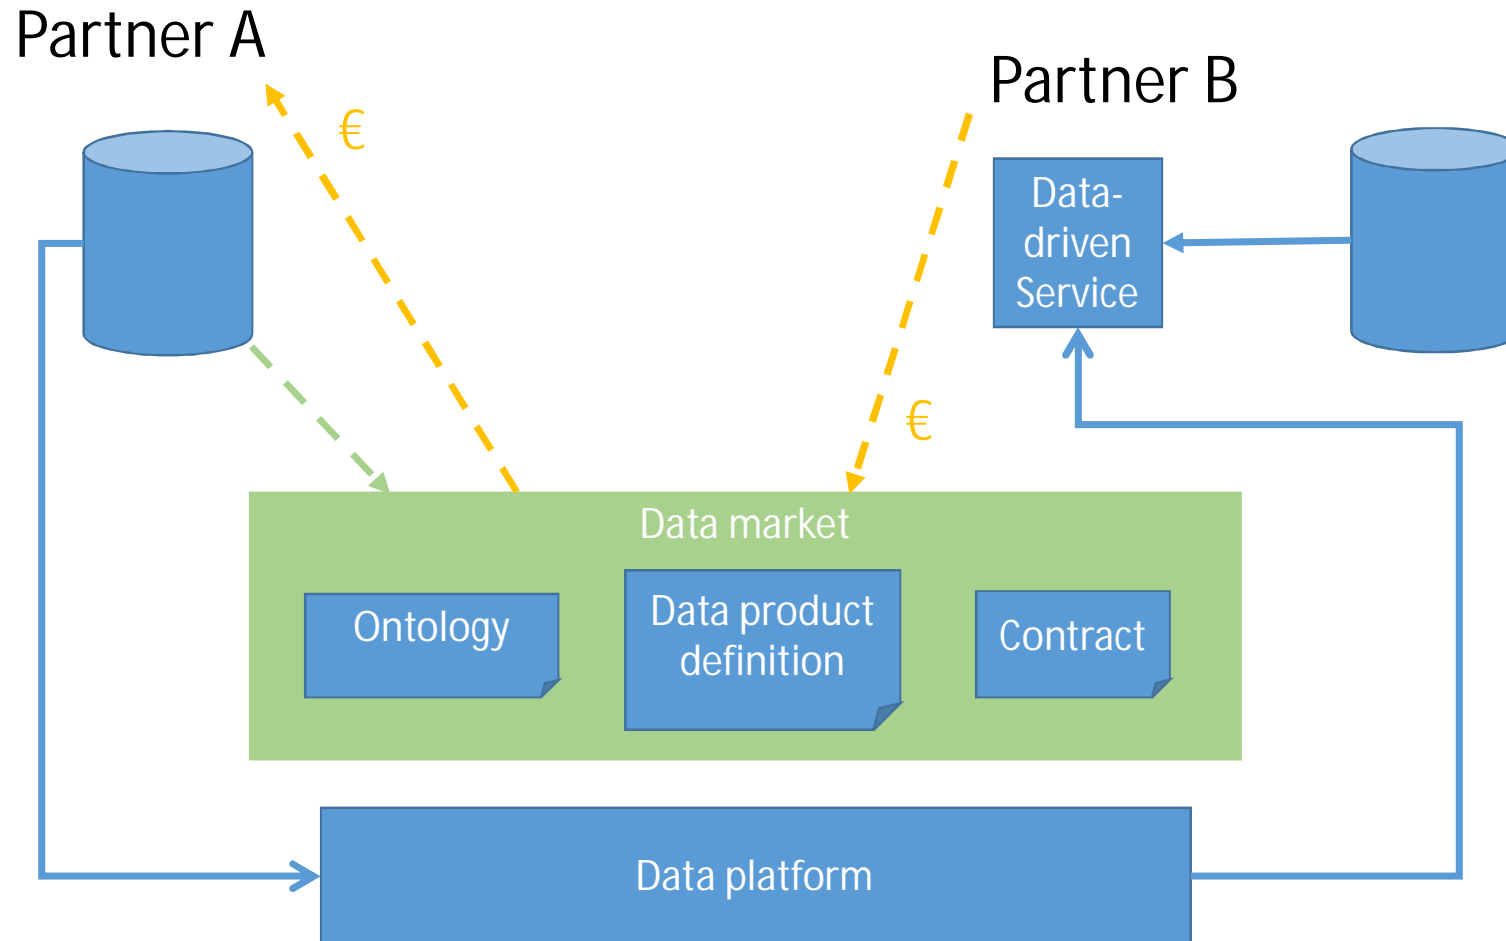 Partner A
€
Partner B
Data-
driven
Service
€
Data market
Ontology
Data product
definition
Contract
Data platform